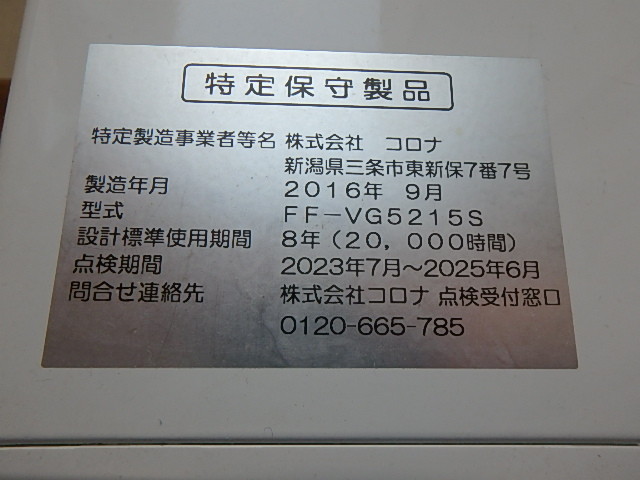 特定保守製品
特定製造事業者等名 株式会社 コロナ
新潟県三条市東新保7番7号
製造年月 2016年 9月
型式 FF-VG5215S
設計標準使用期間 8年(20,000時間)
点検期間 2023年7月～2025年6月
問合せ連絡先 株式会社コロナ 点検受付窓口
0120-665-785